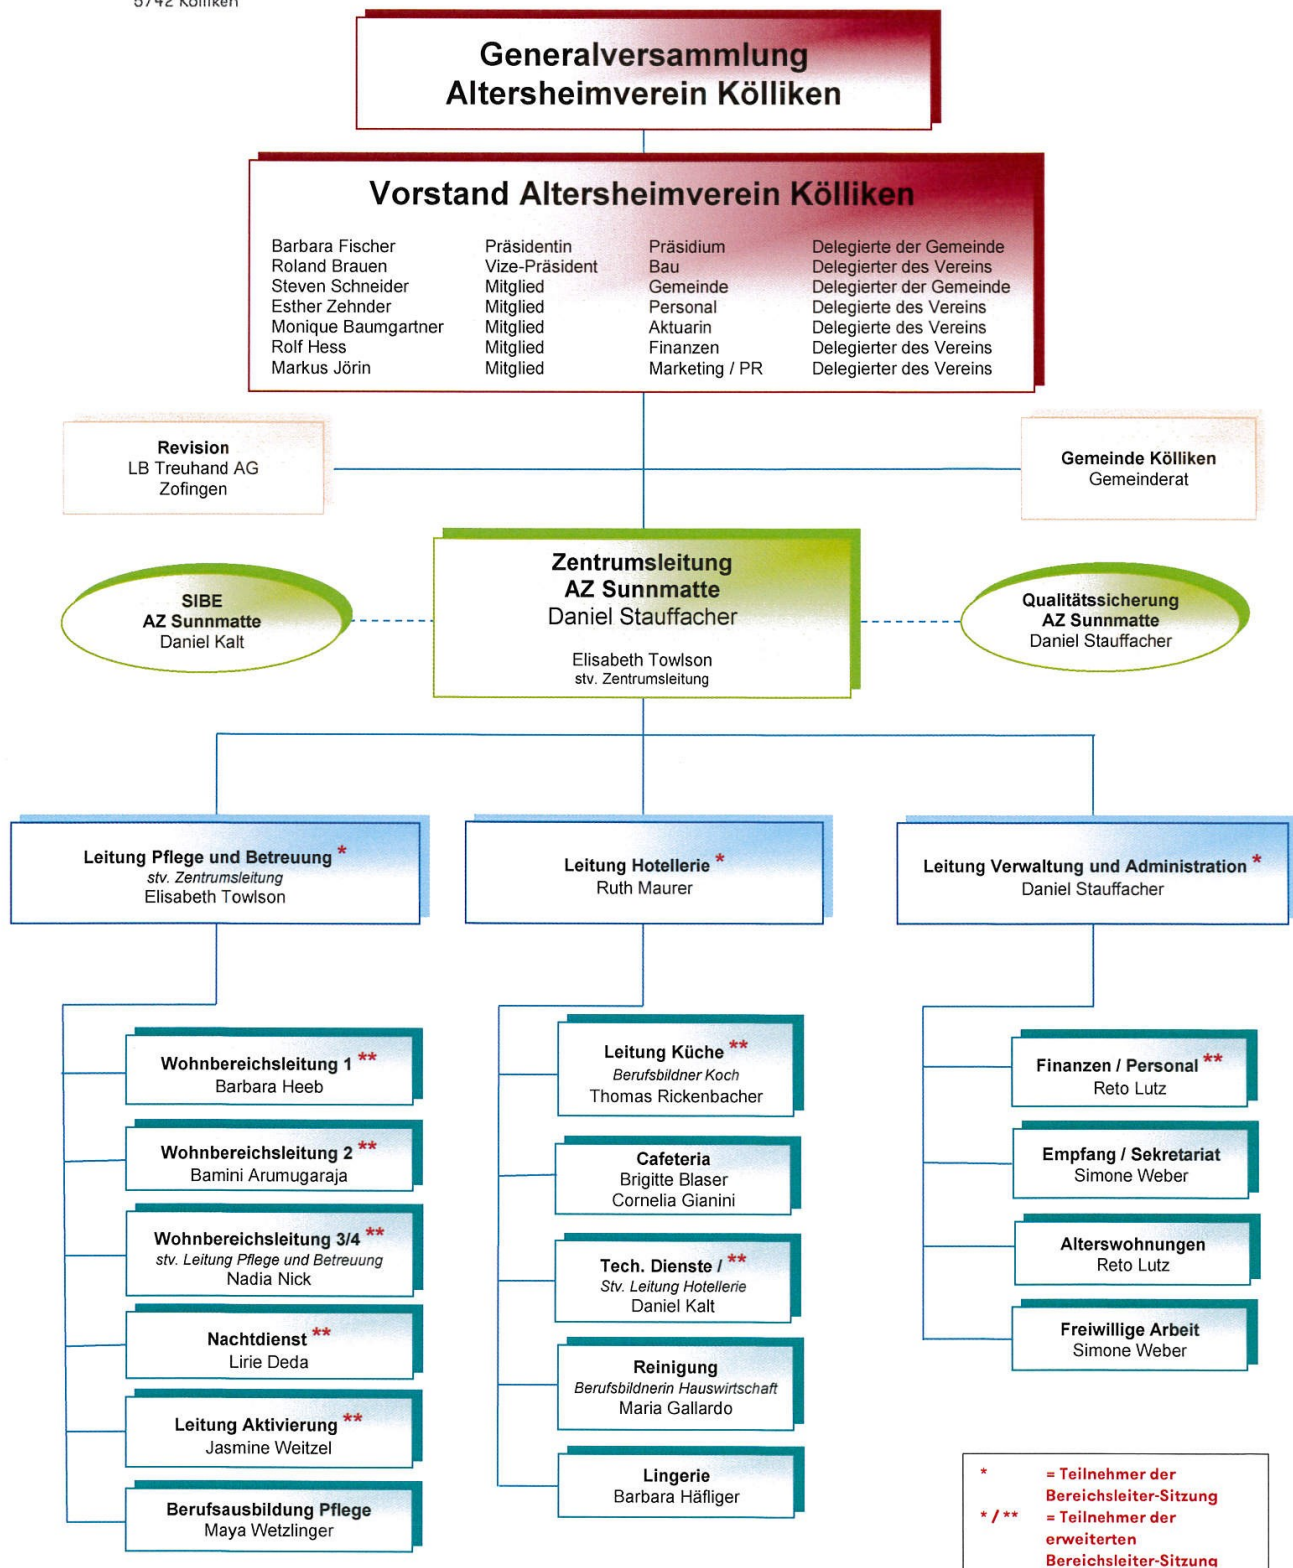 5742 Kölliken
Generalversammlung
Altersheimverein Kölliken
Vorstand Altersheimverein Kölliken
Barbara Fischer Präsidentin Präsidium Delegierte der Gemeinde
Roland Brauen Vize-Präsident Bau Delegierter des Vereins
Steven Schneider Mitglied Gemeinde Delegierter der Gemeinde
Esther Zehnder Mitglied Personal Delegierte des Vereins
Monique Baumgartner Mitglied Aktuarin Delegierte des Vereins
Rolf Hess Mitglied Finanzen Delegierter des Vereins
Markus Jörin Mitglied Marketing / PR Delegierter des Vereins
Revision
LB Treuhand AG
Zofingen
Gemeinde Kölliken
Gemeinderat
Zentrumsleitung
AZ Sunnmatte
Daniel Stauffacher
Elisabeth Towlson
stv. Zentrumsleitung
SIBE
AZ Sunnmatte
Daniel Kalt
Qualitätssicherung
AZ Sunnmatte
Daniel Stauffacher
Leitung Pflege und Betreuung *
stv. Zentrumsleitung
Elisabeth Towlson
Leitung Hotellerie *
Ruth Maurer
Leitung Verwaltung und Administration *
Daniel Stauffacher
Wohnbereichsleitung 1 **
Barbara Heeb
Wohnbereichsleitung 2 **
Bamini Arumugaraja
Wohnbereichsleitung 3/4 **
stv. Leitung Pflege und Betreuung
Nadia Nick
Nachtdienst **
Lirie Deda
Leitung Aktivierung **
Jasmine Weitzel
Berufsausbildung Pflege
Maya Wetzlinger
Leitung Küche **
Berufsbildner Koch
Thomas Rickenbacher
Cafeteria
Brigitte Blaser
Cornelia Gianini
Tech. Dienste / **
Stv. Leitung Hotellerie
Daniel Kalt
Reinigung
Berufsbildnerin Hauswirtschaft
Maria Gallardo
Lingerie
Barbara Häfliger
Finanzen / Personal **
Reto Lutz
Empfang / Sekretariat
Simone Weber
Alterswohnungen
Reto Lutz
Freiwillige Arbeit
Simone Weber
* = Teilnehmer der
Bereichsleiter-Sitzung
* / ** = Teilnehmer der
erweiterten
Bereichsleiter-Sitzung